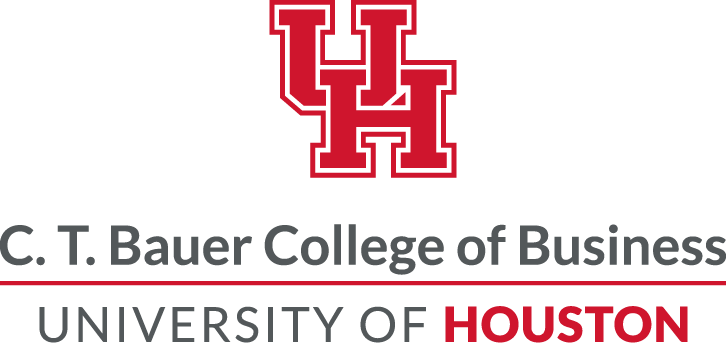 UH
C. T. Bauer College of Business
UNIVERSITY OF HOUSTON